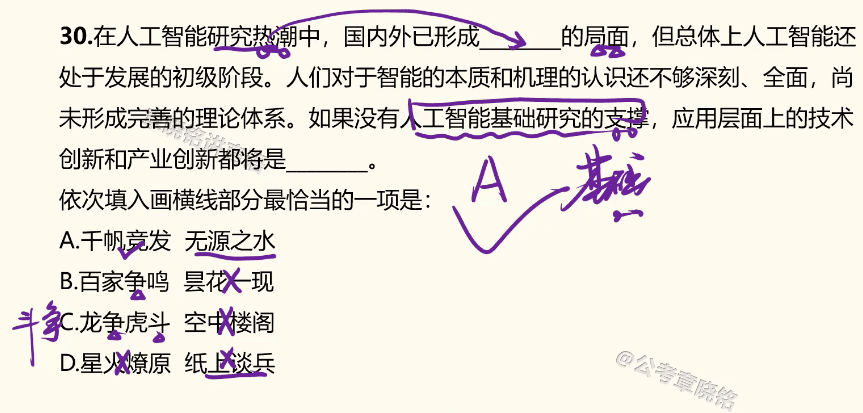 30.在人工智能研究热潮中，国内外已形成________的局面，但总体上人工智能还
处于发展的初级阶段。人们对于智能的本质和机理的认识还不够深刻、全面，尚
未形成完善的理论体系。如果没有人工智能基础研究的支撑，应用层面上的技术
创新和产业创新都将是________。
依次填入画横线部分最恰当的一项是：
A
基础
A.千帆竞发 无源之水
B.百家争鸣 昙花一现
斗争
C.龙争虎斗 空中楼阁
D.星火燎原 纸上谈兵
@公考章晓铭